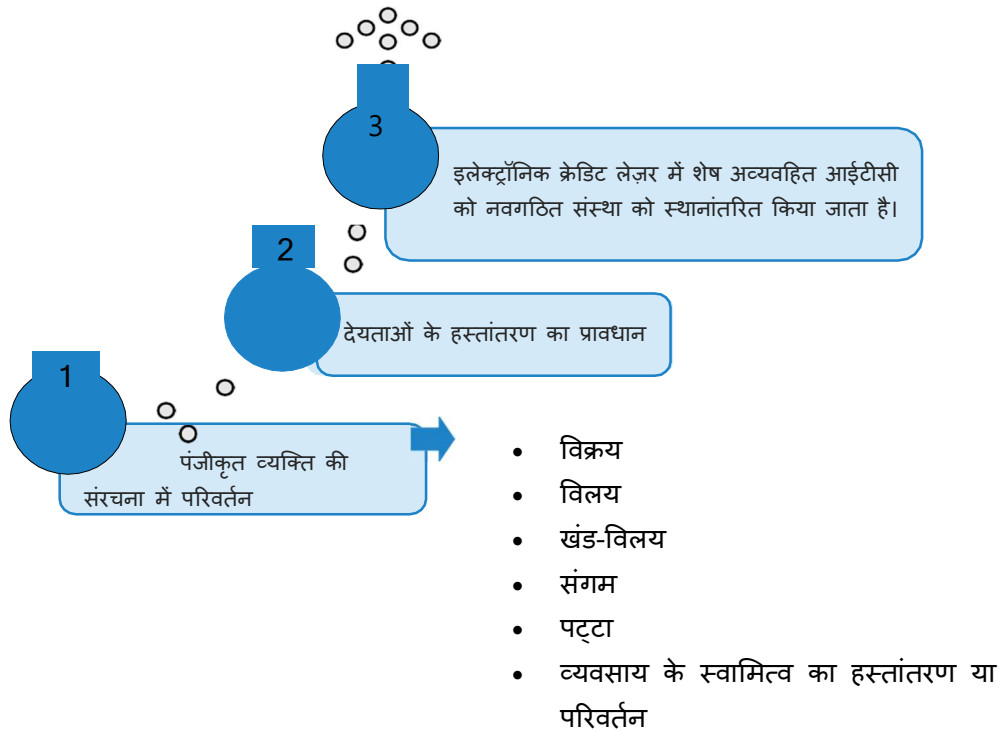 3
इलेक्ट्रॉनिक क्रेडिट लेज़र में शेष अव्यवहित आईटीसी
को नवगठित संस्था को स्थानांतरित किया जाता है।
2
देयताओं के हस्तांतरण का प्रावधान
1
पंजीकृत व्यक्ति की
संरचना में परिवर्तन
• विक्रय
• विलय
• खंड-विलय
• संगम
• पट्टा
• व्यवसाय के स्वामित्व का हस्तांतरण या
परिवर्तन